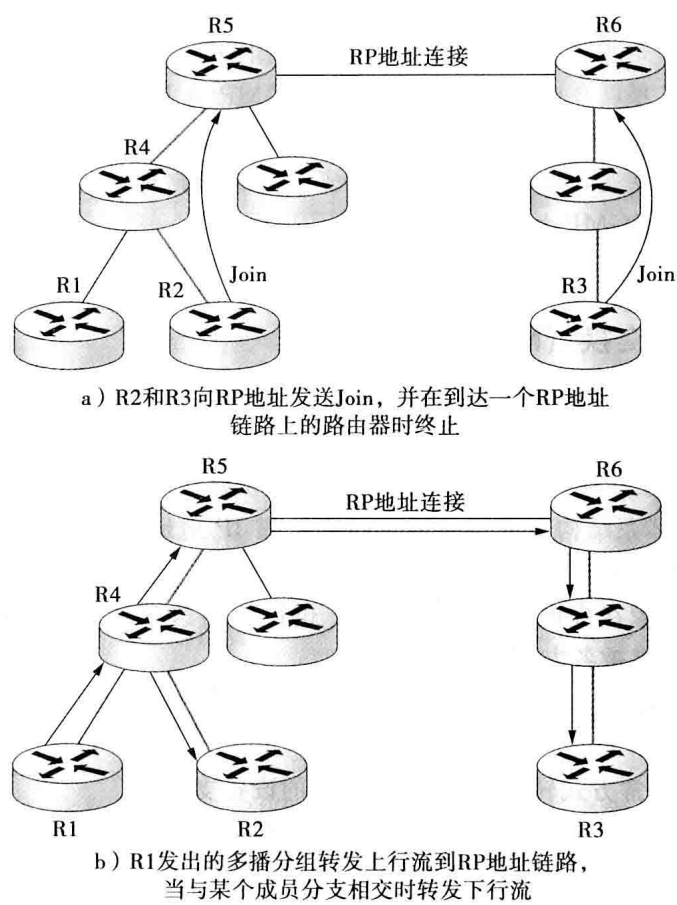 R5
R6
RP地址连接
R4
R1
R2
Join
R3
Join
a）R2和R3向RP地址发送Join，并在到达一个RP地址
链路上的路由器时终止
R5
R6
RP地址连接
R4
R1
R2
R3
b）R1发出的多播分组转发上行流到RP地址链路，
当与某个成员分支相交时转发下行流